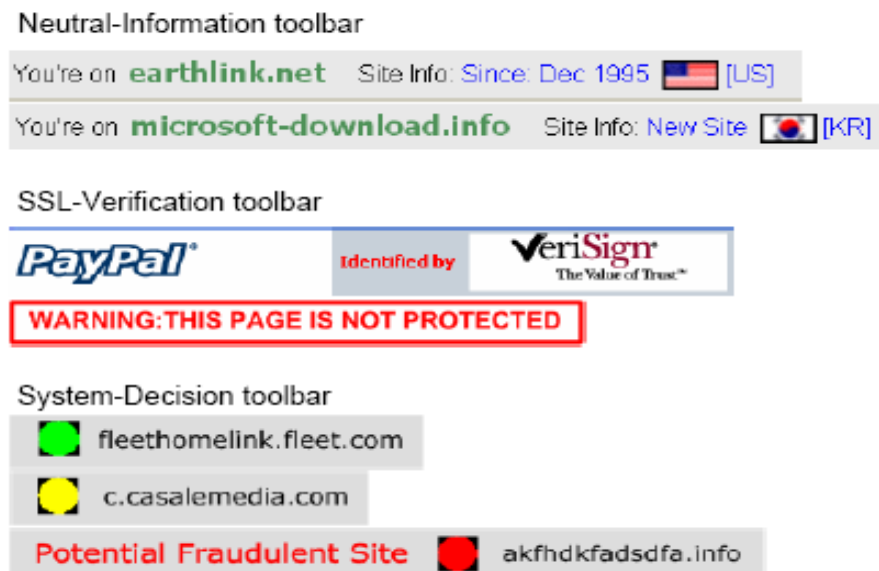 Neutral-Information toolbar
You're on earthlink.net Site Info: Since: Dec 1995 [US]
You're on microsoft-download.info Site Info: New Site [KR]
SSL-Verification toolbar
PayPal Identified by VeriSign
The Value of Trust™
WARNING:THIS PAGE IS NOT PROTECTED
System-Decision toolbar
fleethomelink.fleet.com
c.casalemedia.com
Potential Fraudulent Site akfhdkfadsdfa.info